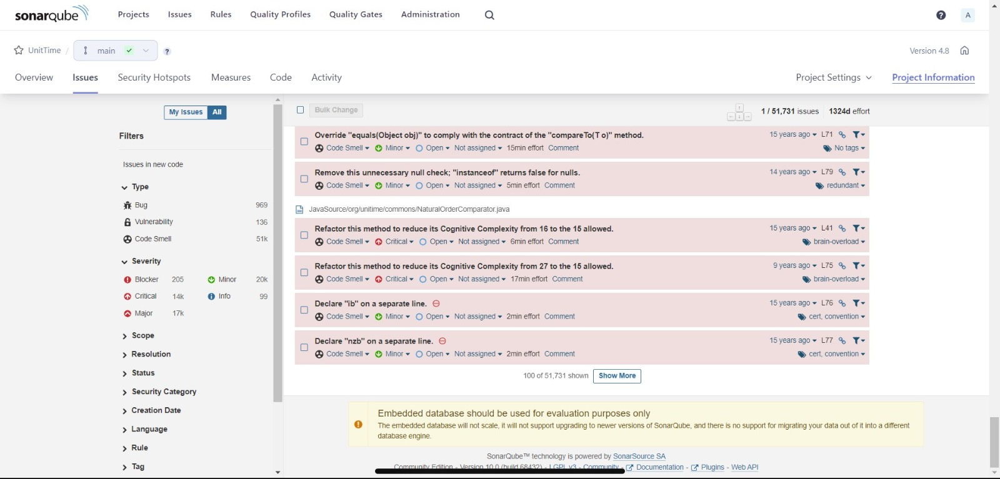 sonarqube Projects Issues Rules Quality Profiles Quality Gates Administration ? A
UnitTime / main ? Version 4.8
Overview Issues Security Hotspots Measures Code Activity Project Settings Project Information
My Issues All
Filters
Issues in new code
Type
Bug 969
Vulnerability 136
Code Smell 51k
Severity
Blocker 205 Minor 20k
Critical 14k Info 99
Major 17k
Scope
Resolution
Status
Security Category
Creation Date
Language
Rule
Tag
Bulk Change 1 / 51,731 issues 1324d effort
Override "equals(Object obj)" to comply with the contract of the "compareTo(T o)" method. 15 years ago L71
Code Smell Minor Open Not assigned 15min effort Comment No tags
Remove this unnecessary null check; "instanceof" returns false for nulls. 14 years ago L79
Code Smell Minor Open Not assigned 5min effort Comment redundant
JavaSource/org/unitime/commons/NaturalOrderComparator.java
Refactor this method to reduce its Cognitive Complexity from 16 to the 15 allowed. 15 years ago L41
Code Smell Critical Open Not assigned 6min effort Comment brain-overload
Refactor this method to reduce its Cognitive Complexity from 27 to the 15 allowed. 9 years ago L75
Code Smell Critical Open Not assigned 17min effort Comment brain-overload
Declare "ib" on a separate line. 15 years ago L76
Code Smell Minor Open Not assigned 2min effort Comment cert, convention
Declare "nzb" on a separate line. 15 years ago L77
Code Smell Minor Open Not assigned 2min effort Comment cert, convention
100 of 51,731 shown Show More
Embedded database should be used for evaluation purposes only
The embedded database will not scale, it will not support upgrading to newer versions of SonarQube, and there is no support for migrating your data out of it into a different
database engine.
SonarQube™ technology is powered by SonarSource SA
Community Edition - Version 10.0 (build 68432) - LGPL v3 - Community - Documentation - Plugins - Web API